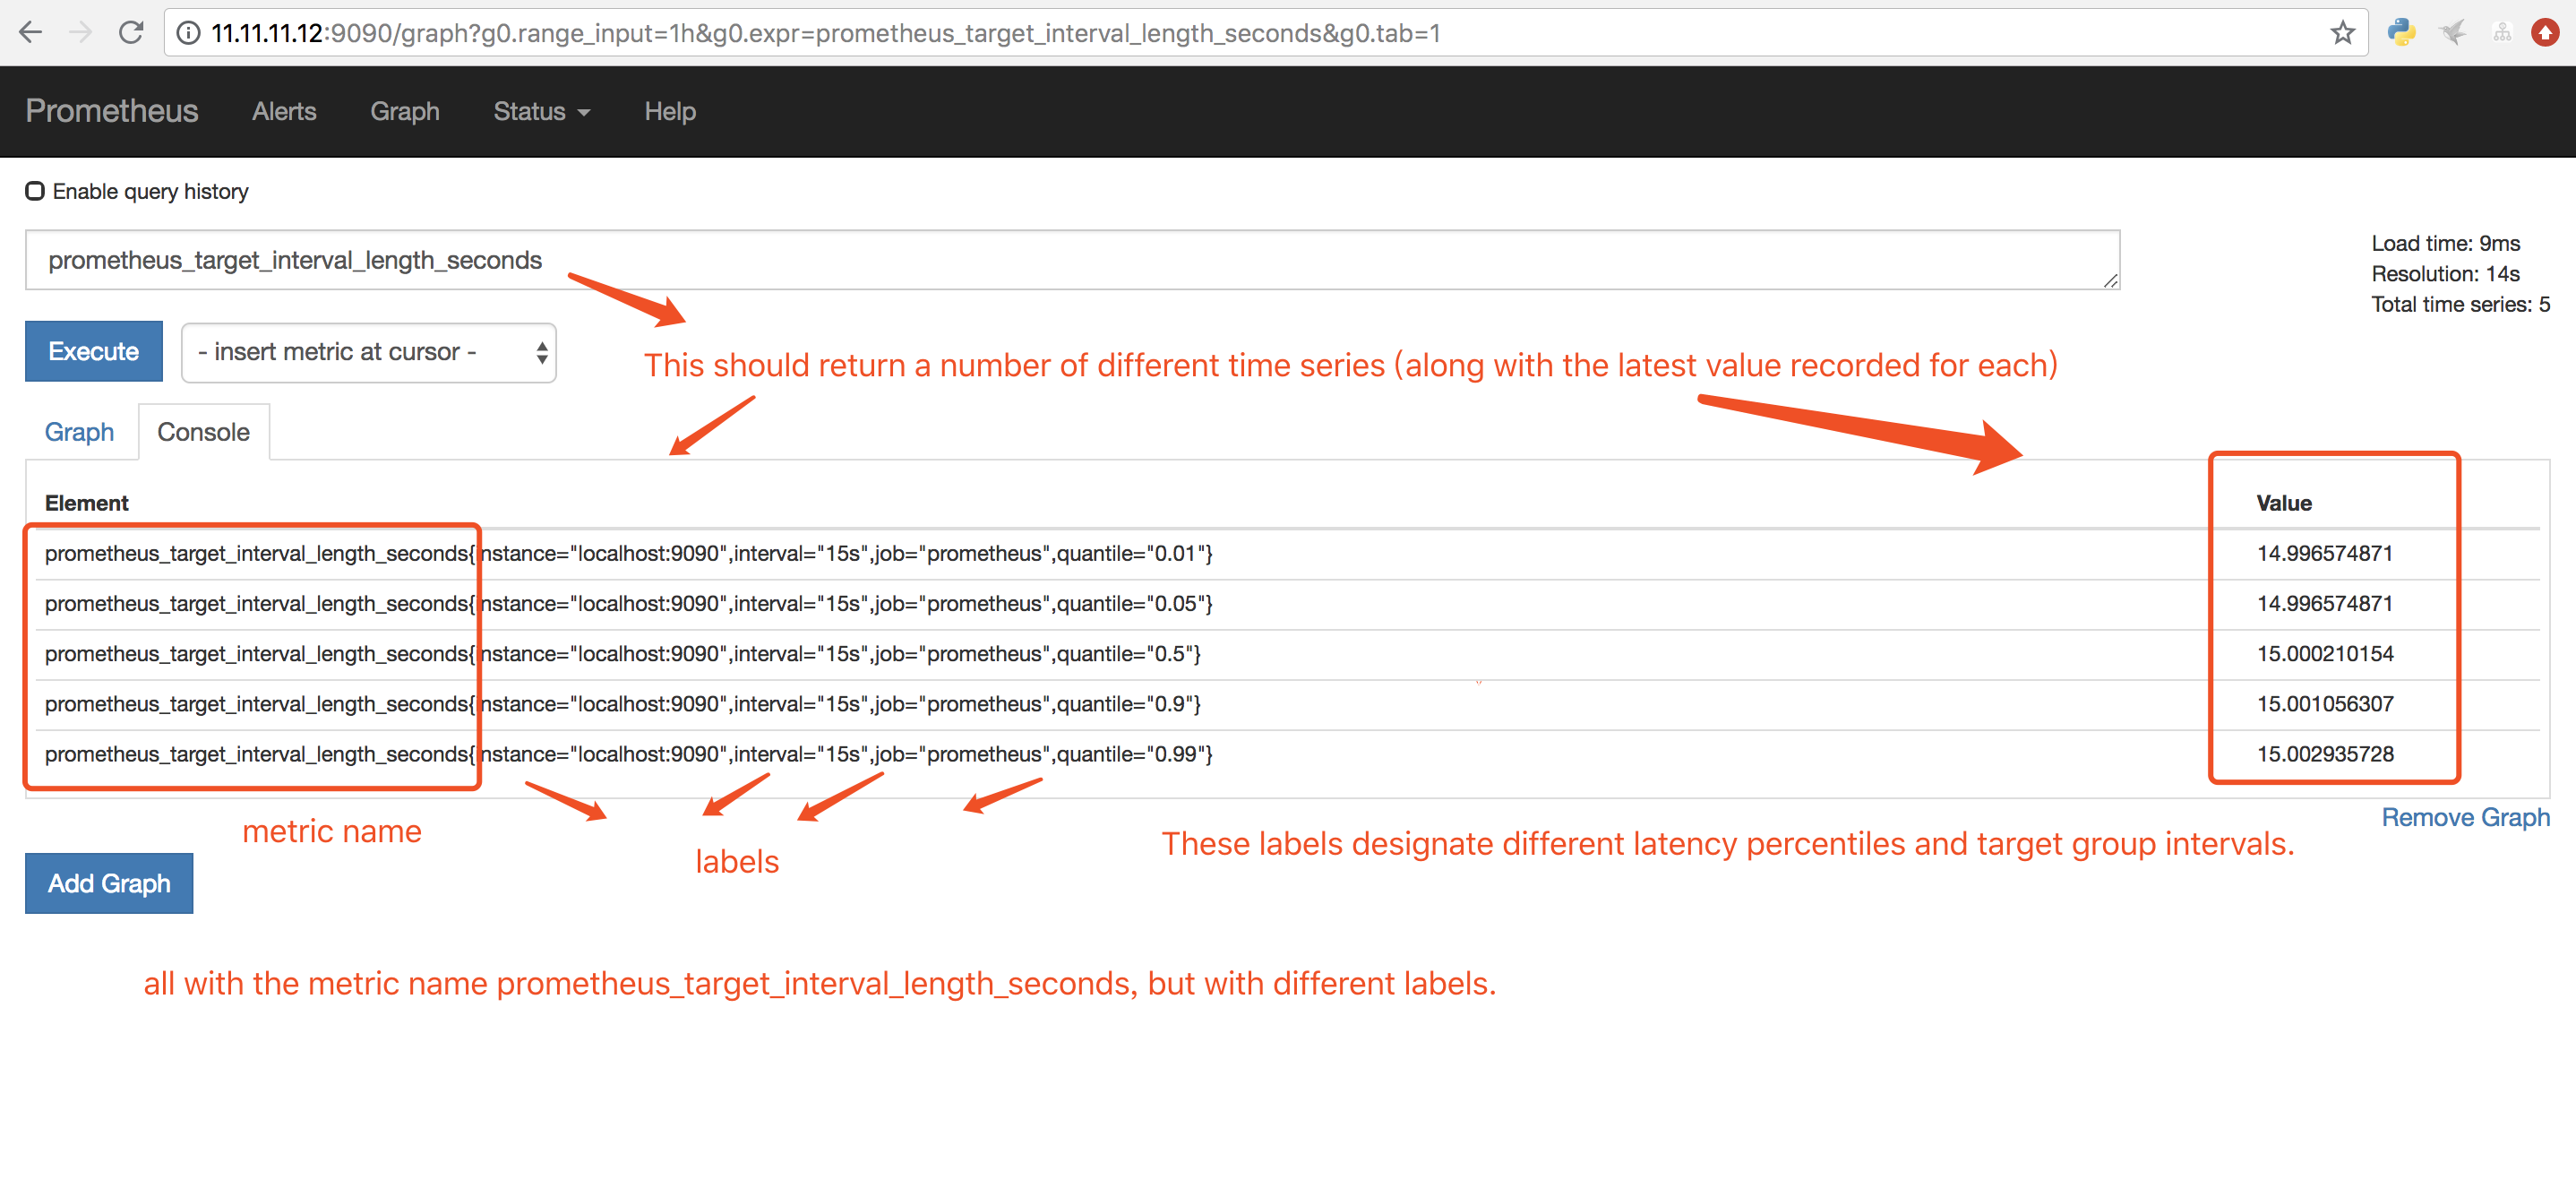 11.11.11.12:9090/graph?g0.range_input=1h&g0.expr=prometheus_target_interval_length_seconds&g0.tab=1
Prometheus Alerts Graph Status Help
Enable query history
prometheus_target_interval_length_seconds
Load time: 9ms
Resolution: 14s
Total time series: 5
Execute - insert metric at cursor -
This should return a number of different time series (along with the latest value recorded for each)
Graph Console
Element Value
prometheus_target_interval_length_seconds{instance="localhost:9090",interval="15s",job="prometheus",quantile="0.01"} 14.996574871
prometheus_target_interval_length_seconds{instance="localhost:9090",interval="15s",job="prometheus",quantile="0.05"} 14.996574871
prometheus_target_interval_length_seconds{instance="localhost:9090",interval="15s",job="prometheus",quantile="0.5"} 15.000210154
prometheus_target_interval_length_seconds{instance="localhost:9090",interval="15s",job="prometheus",quantile="0.9"} 15.001056307
prometheus_target_interval_length_seconds{instance="localhost:9090",interval="15s",job="prometheus",quantile="0.99"} 15.002935728
Remove Graph
metric name
labels
These labels designate different latency percentiles and target group intervals.
Add Graph
all with the metric name prometheus_target_interval_length_seconds, but with different labels.